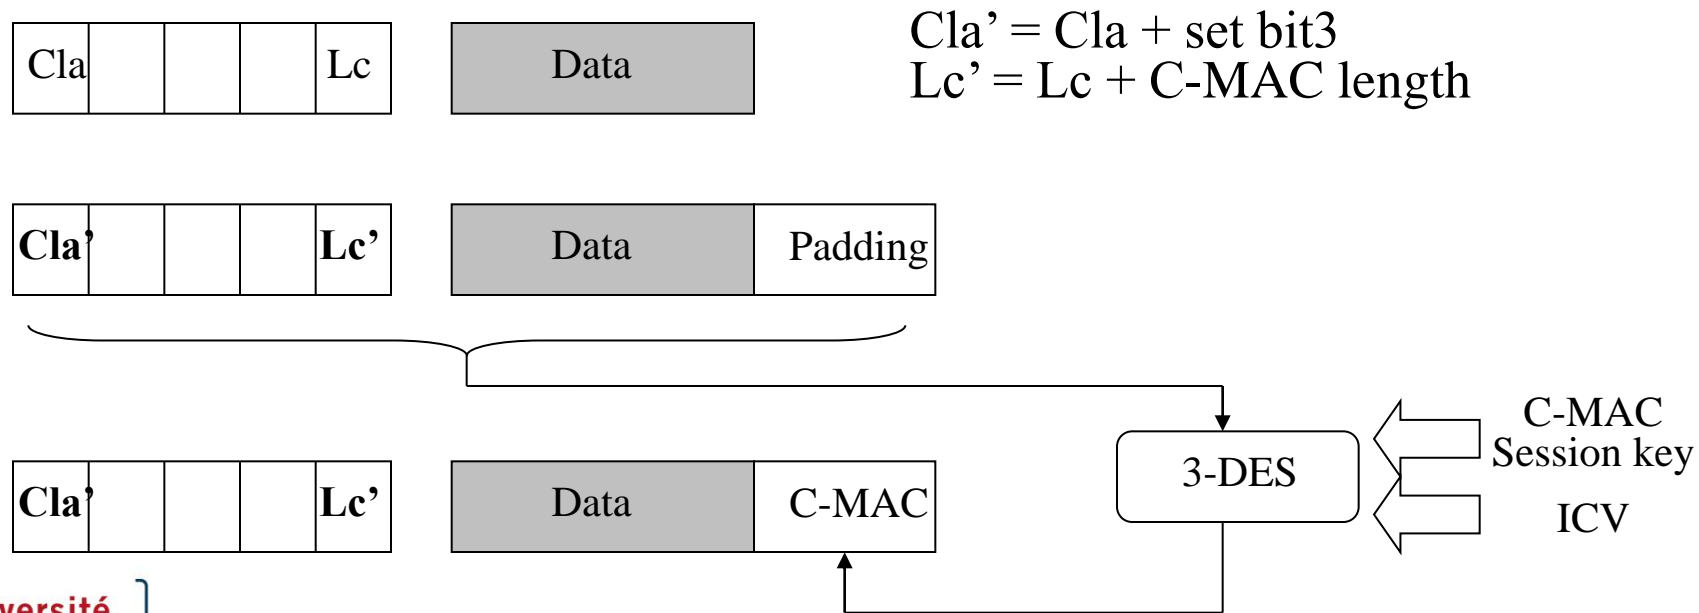 Cla Lc Data
Cla’ = Cla + set bit3
Lc’ = Lc + C-MAC length
Cla’ Lc’ Data Padding
Cla’ Lc’ Data C-MAC
3-DES
C-MAC
Session key
ICV